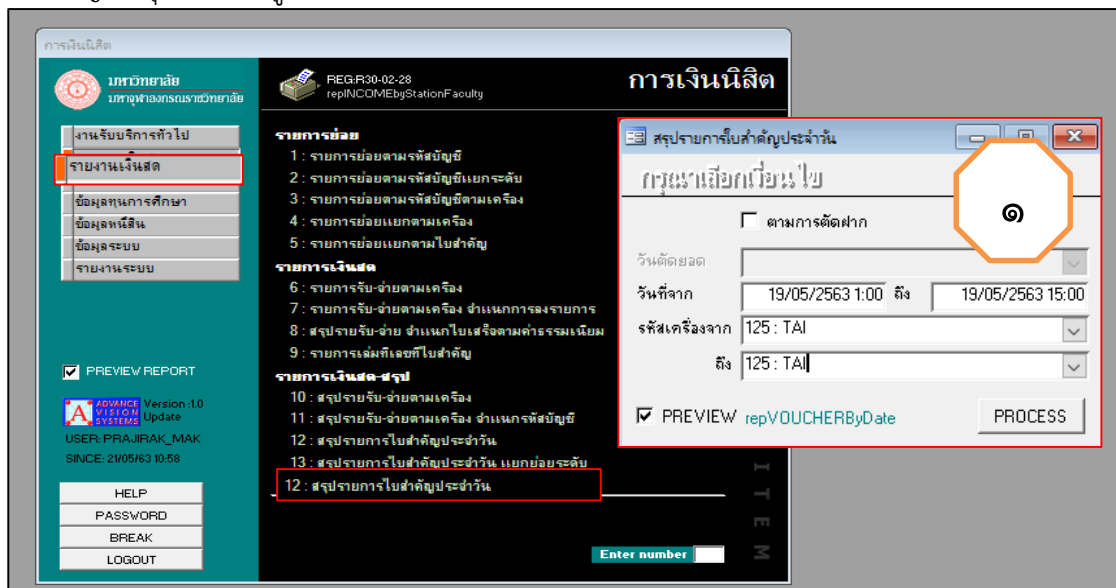 การเงินนิสิต
มหาวิทยาลัย
มหาจุฬาลงกรณราชวิทยาลัย
REG:R30-02-28
repINCOMEbyStationFaculty
การเงินนิสิต
งานรับบริการทั่วไป
รายงานเงินสด
ข้อมูลทุนการศึกษา
ข้อมูลหนี้สิน
ข้อมูลระบบ
รายงานระบบ
PREVIEW REPORT
ADVANCE VISION SYSTEMS
Version :1.0
Update
USER: PRAJIRAK_MAK
SINCE: 21/05/63 10:58
HELP
PASSWORD
BREAK
LOGOUT
รายการย่อย
1 : รายการย่อยตามรหัสบัญชี
2 : รายการย่อยตามรหัสบัญชีแยกระดับ
3 : รายการย่อยตามรหัสบัญชีตามเครื่อง
4 : รายการย่อยแยกตามเครื่อง
5 : รายการย่อยแยกตามใบสำคัญ
รายการเงินสด
6 : รายการรับ-จ่ายตามเครื่อง
7 : รายการรับ-จ่ายตามเครื่อง จำแนกการลงรายการ
8 : สรุปรายรับ-จ่าย จำแนกใบเสร็จตามค่าธรรมเนียม
9 : รายการเล่มที่เลขที่ใบสำคัญ
รายการเงินสด-สรุป
10 : สรุปรายรับ-จ่ายตามเครื่อง
11 : สรุปรายรับ-จ่ายตามเครื่อง จำแนกรหัสบัญชี
12 : สรุปรายการใบสำคัญประจำวัน
13 : สรุปรายการใบสำคัญประจำวัน แยกย่อยระดับ
12 : สรุปรายการใบสำคัญประจำวัน
Enter number
สรุปรายการใบสำคัญประจำวัน
กรุณาเลือกเงื่อนไข
๑
ตามการตัดฝาก
วันตัดยอด
วันที่จาก 19/05/2563 1:00 ถึง 19/05/2563 15:00
รหัสเครื่องจาก 125 : TAI
ถึง 125 : TAI
PREVIEW repVOUCHERByDate PROCESS